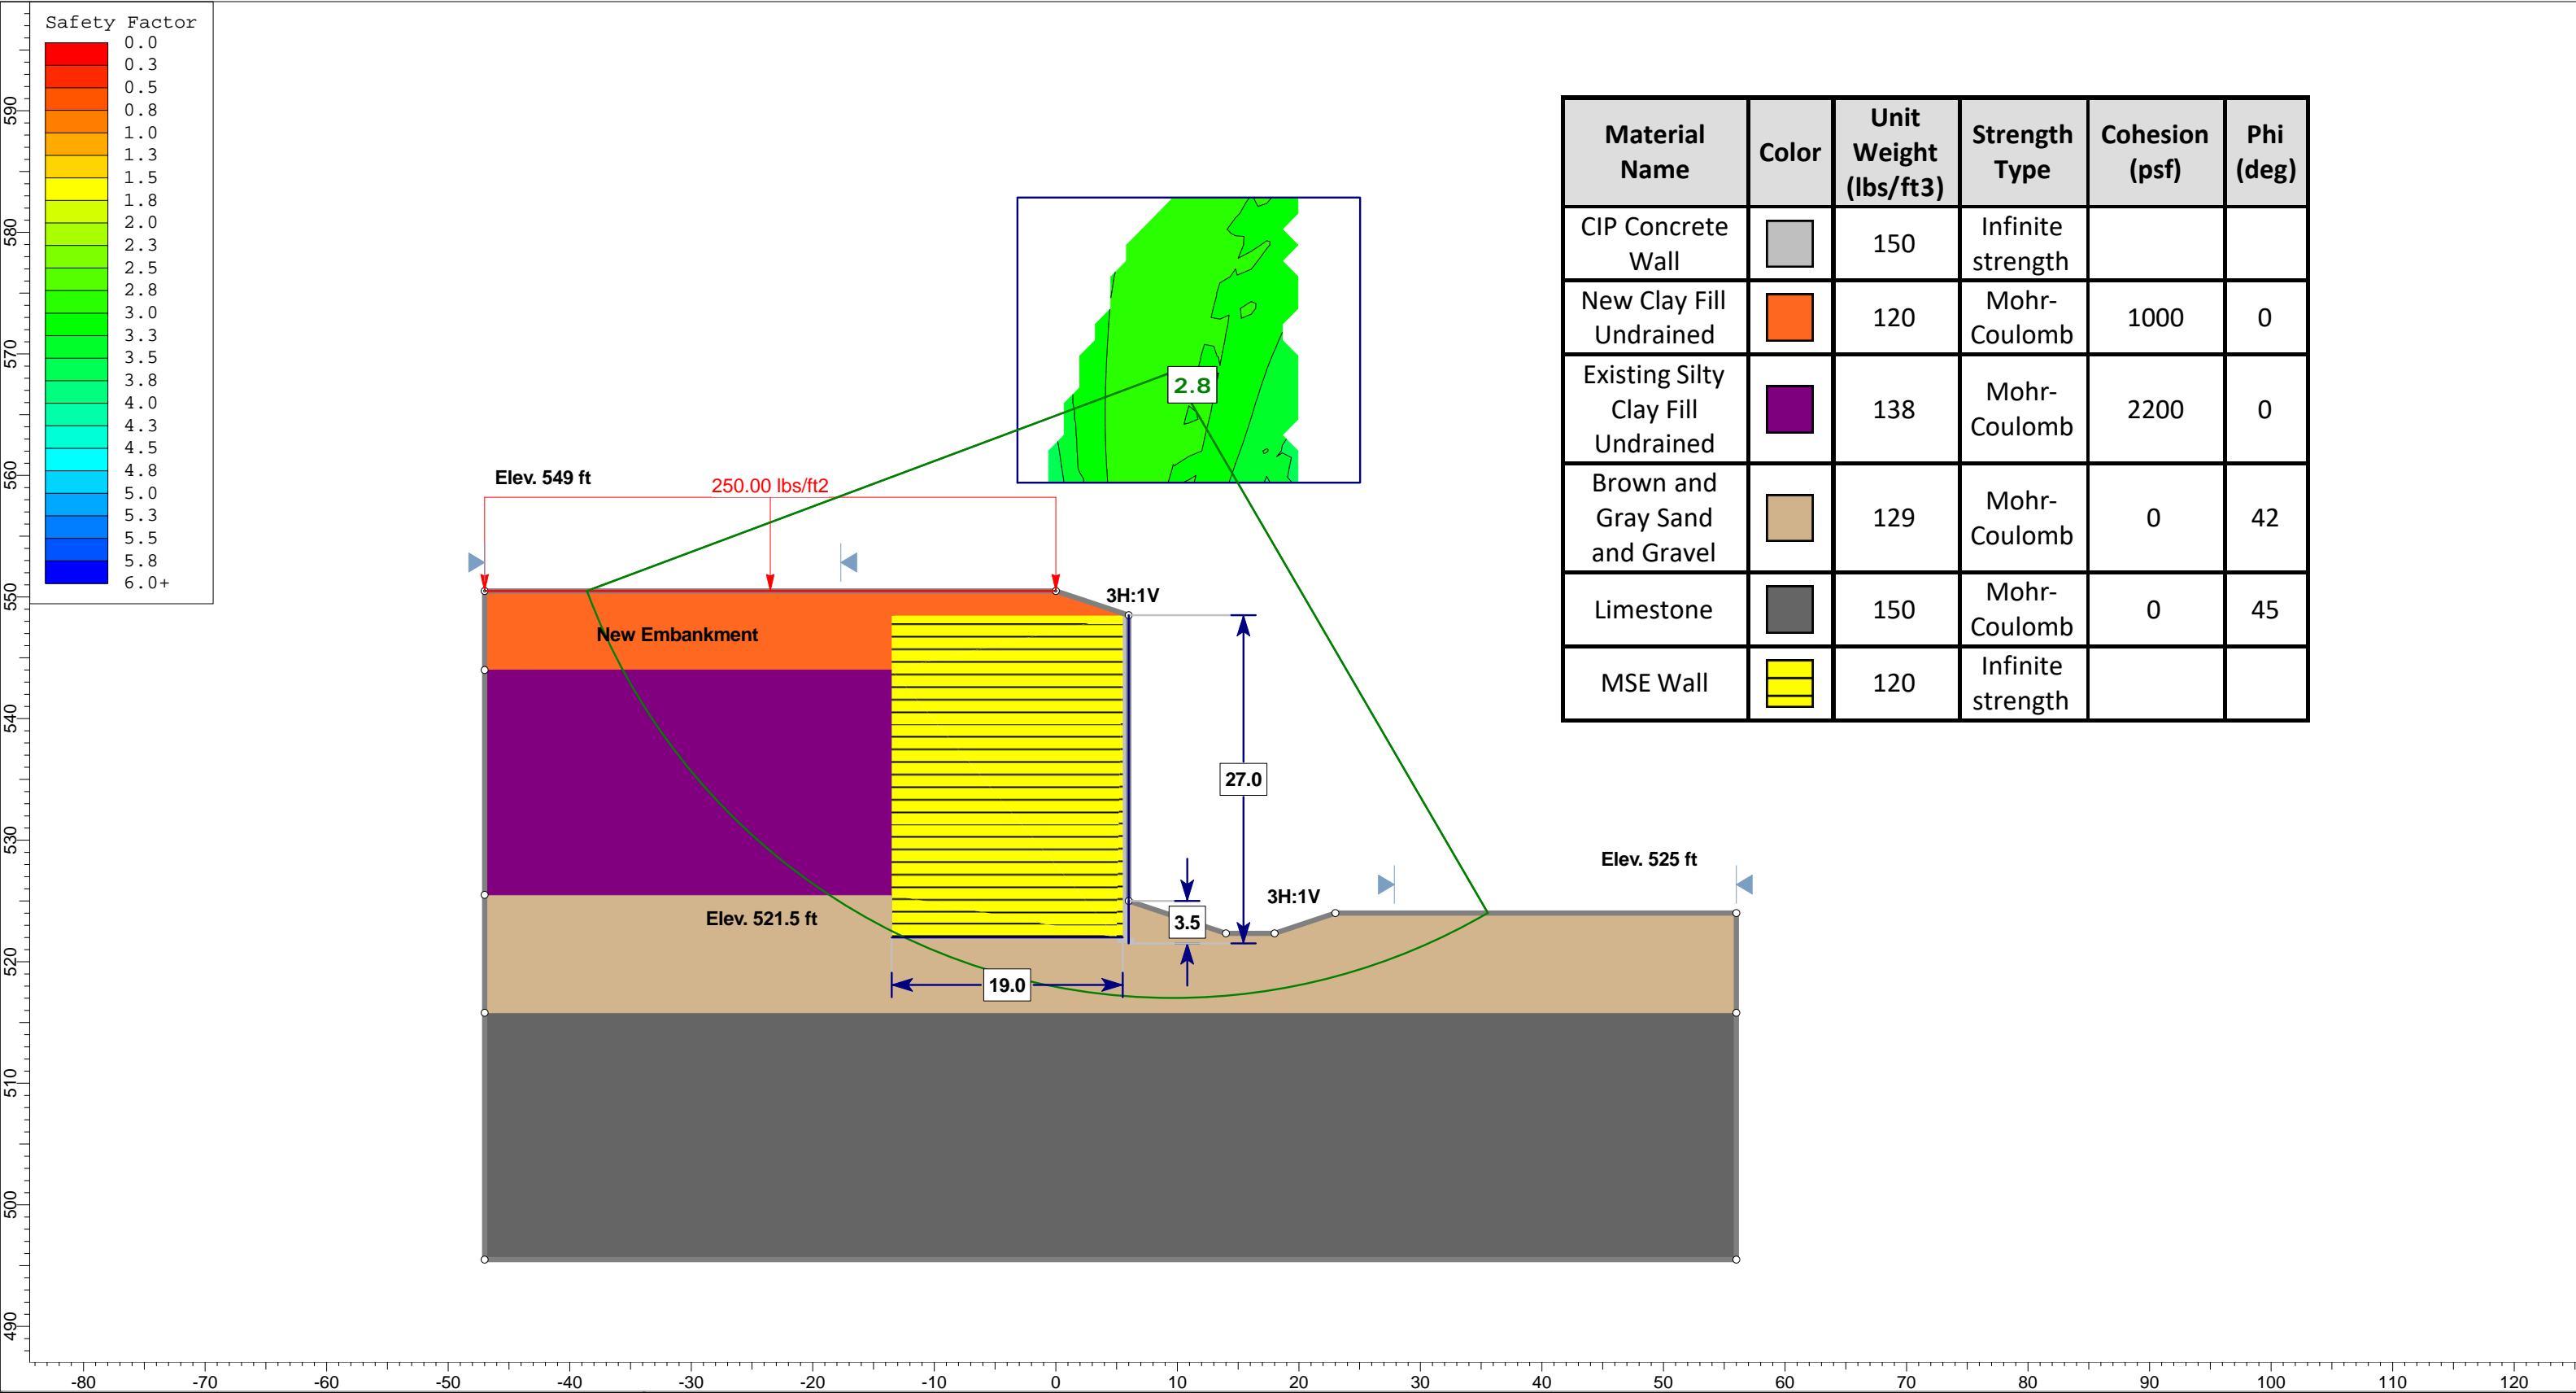 Safety Factor
0.0
0.3
0.5
0.8
1.0
1.3
1.5
1.8
2.0
2.3
2.5
2.8
3.0
3.3
3.5
3.8
4.0
4.3
4.5
4.8
5.0
5.3
5.5
5.8
6.0+
590
580
570
560
550
540
530
520
510
500
490
Material Name
Color
Unit Weight (lbs/ft3)
Strength Type
Cohesion (psf)
Phi (deg)
CIP Concrete Wall
150
Infinite strength
New Clay Fill Undrained
120
Mohr-Coulomb
1000
0
Existing Silty Clay Fill Undrained
138
Mohr-Coulomb
2200
0
Brown and Gray Sand and Gravel
129
Mohr-Coulomb
0
42
Limestone
150
Mohr-Coulomb
0
45
MSE Wall
120
Infinite strength
2.8
Elev. 549 ft
250.00 lbs/ft2
3H:1V
New Embankment
27.0
Elev. 525 ft
3H:1V
3.5
Elev. 521.5 ft
19.0
-80 -70 -60 -50 -40 -30 -20 -10 0 10 20 30 40 50 60 70 80 90 100 110 120